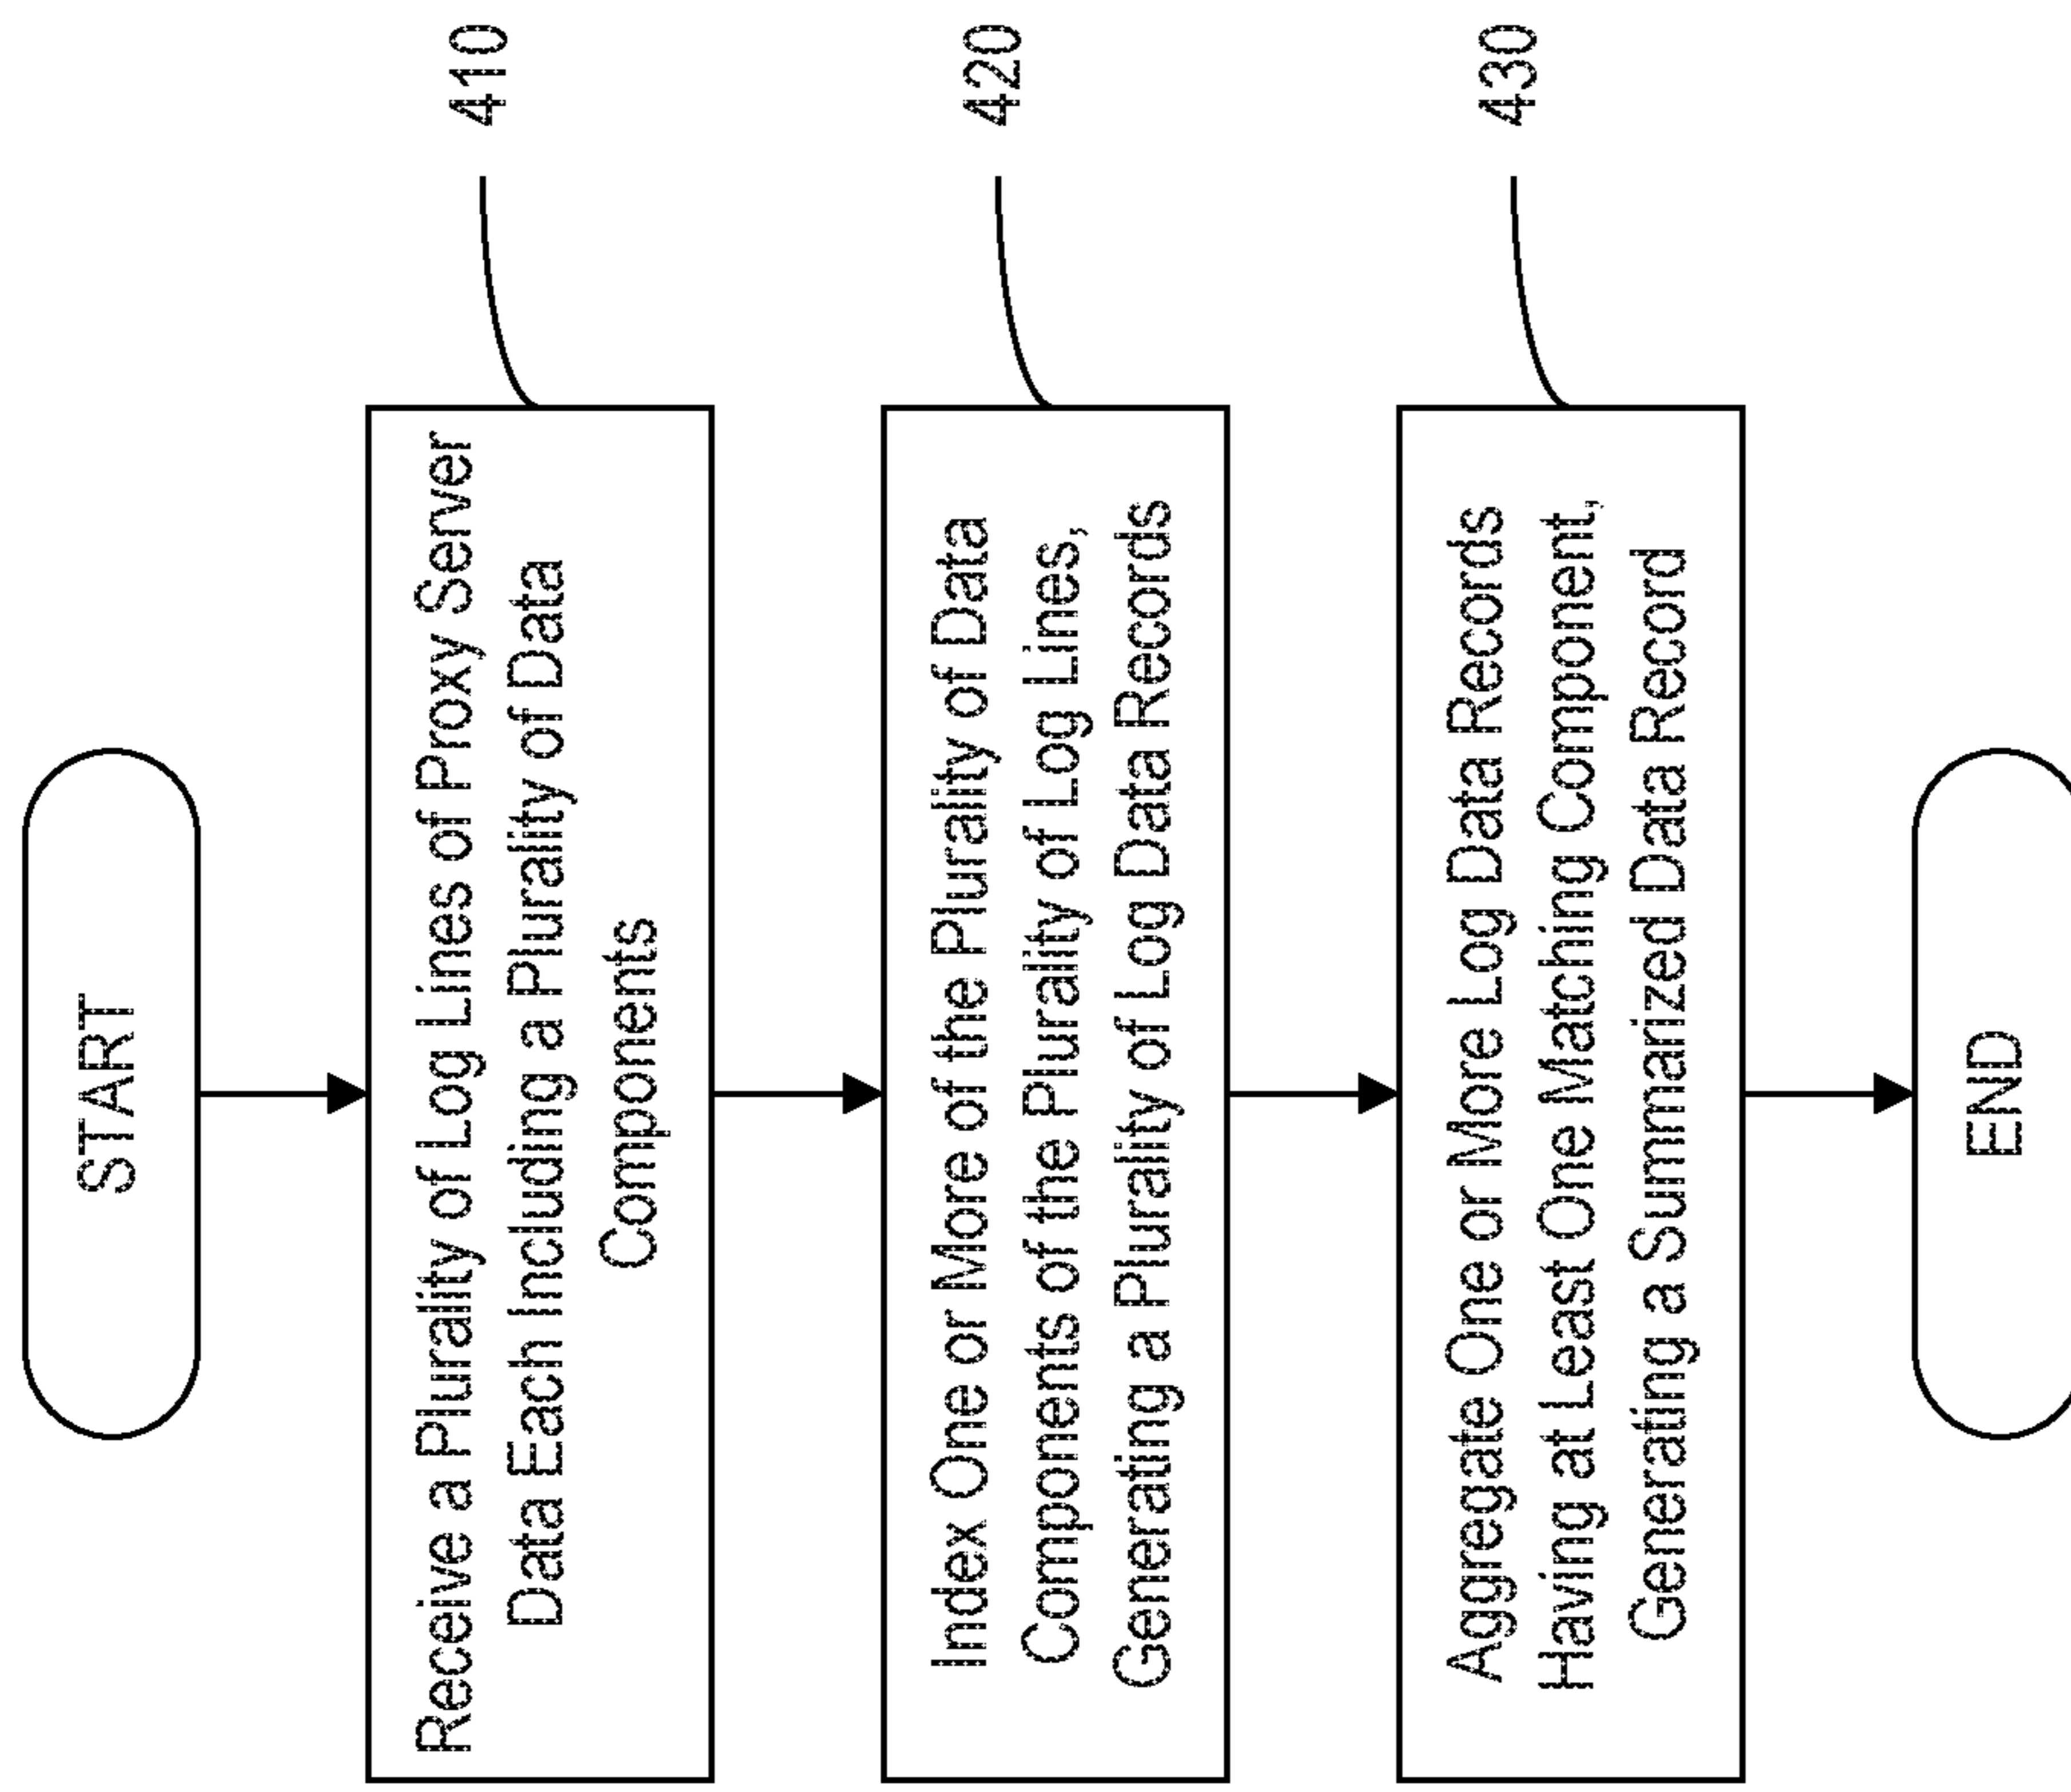 START
Receive a Plurality of Log Lines of Proxy Server
Data Each Including a Plurality of Data
Components
410
Index One or More of the Plurality of Data
Components of the Plurality of Log Lines,
Generating a Plurality of Log Data Records
420
Aggregate One or More Log Data Records
Having at Least One Matching Component,
Generating a Summarized Data Record
430
END